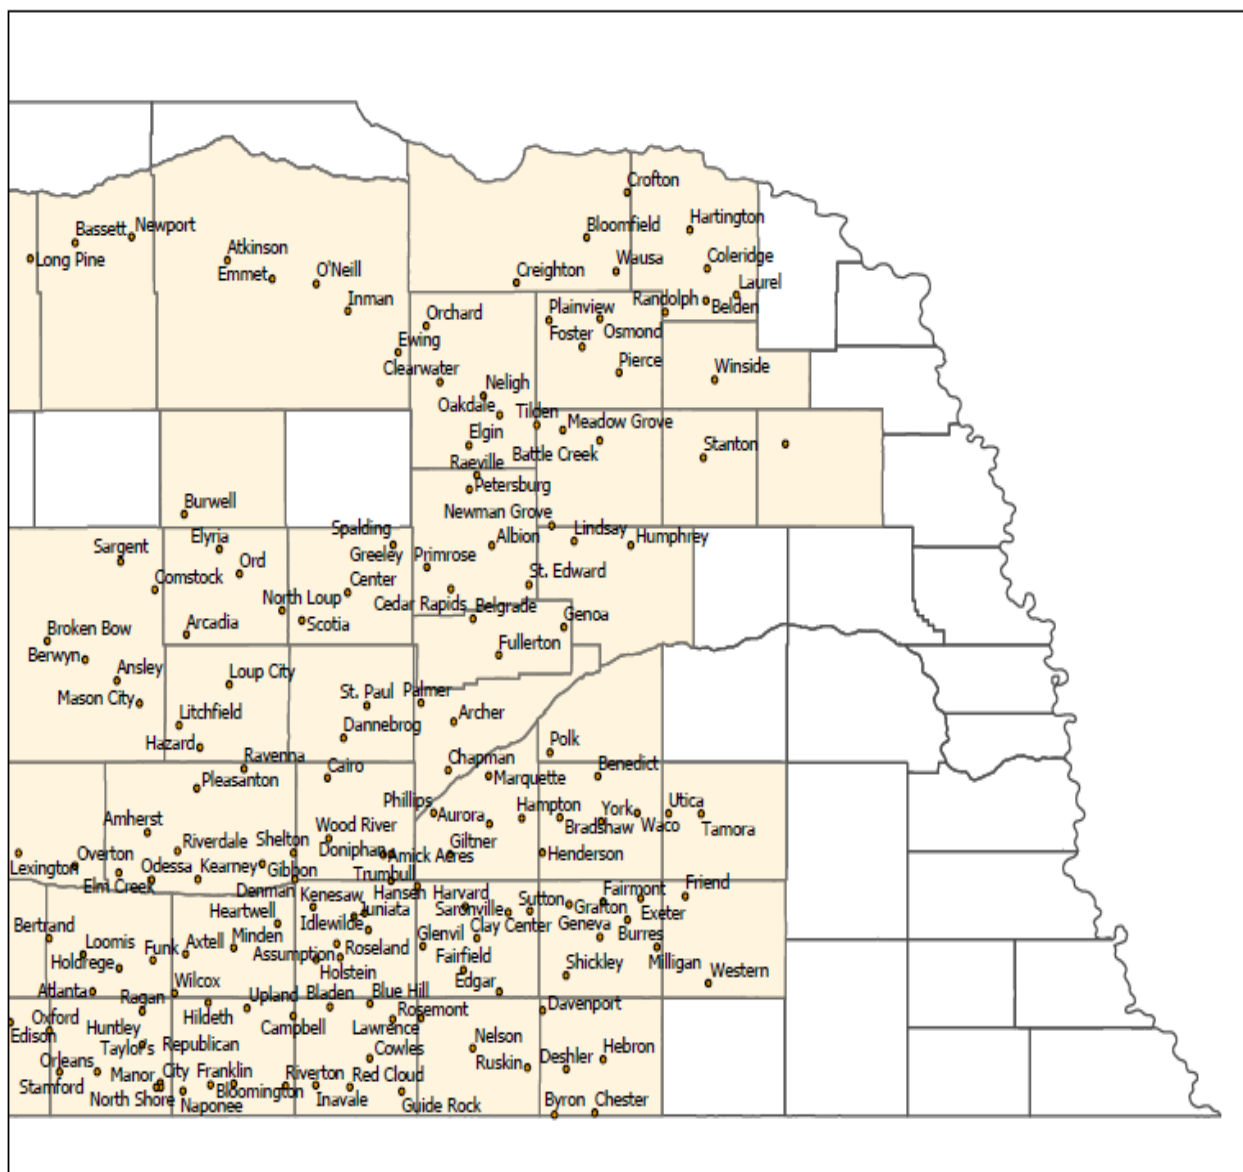 Crofton
Hartington
Bassett
Newport
Bloomfield
Long Pine
Atkinson
Emmet
O'Neill
Inman
Creighton
Wausa
Coleridge
Laurel
Randolph
Belden
Orchard
Plainview
Foster
Osmond
Ewing
Clearwater
Pierce
Winside
Neligh
Oakdale
Tilden
Meadow Grove
Elgin
Battle Creek
Stanton
Raeville
Petersburg
Burwell
Newman Grove
Sargent
Elyria
Spalding
Greeley
Center
Primrose
Albion
Lindsay
Humphrey
Comstock
Ord
North Loup
Scotia
Cedar Rapids
Belgrade
St. Edward
Genoa
Arcadia
Broken Bow
Berwyn
Ansley
Mason City
Loup City
Fullerton
St. Paul
Palmer
Archer
Litchfield
Hazard
Dannebrog
Polk
Ravenna
Cairo
Chapman
Marquette
Benedict
Pleasanton
Phillips
Aurora
Hampton
York
Utica
Bradshaw
Waco
Tamora
Amherst
Riverdale
Shelton
Wood River
Doniphan
Amick Acres
Giltner
Henderson
Lexington
Overton
Elm Creek
Odessa
Kearney
Gibbon
Trumbull
Denman
Kenesaw
Hansen
Harvard
Sutton
Fairmont
Friend
Heartwell
Idlewilde
Juniata
Saronville
Grafton
Exeter
Bertrand
Loomis
Funk
Axtell
Minden
Assumption
Roseland
Glenvil
Clay Center
Geneva
Burres
Holdrege
Holstein
Fairfield
Shickley
Milligan
Western
Atlanta
Wilcox
Edgar
Ragan
Hildeth
Upland
Bladen
Blue Hill
Rosemont
Davenport
Oxford
Edison
Huntley
Campbell
Lawrence
Taylor's
Manor
Republican
City
Cowles
Nelson
Ruskin
Deshler
Hebron
Orleans
Stamford
North Shore
Franklin
Naponee
Bloomington
Riverton
Inavale
Red Cloud
Guide Rock
Byron
Chester